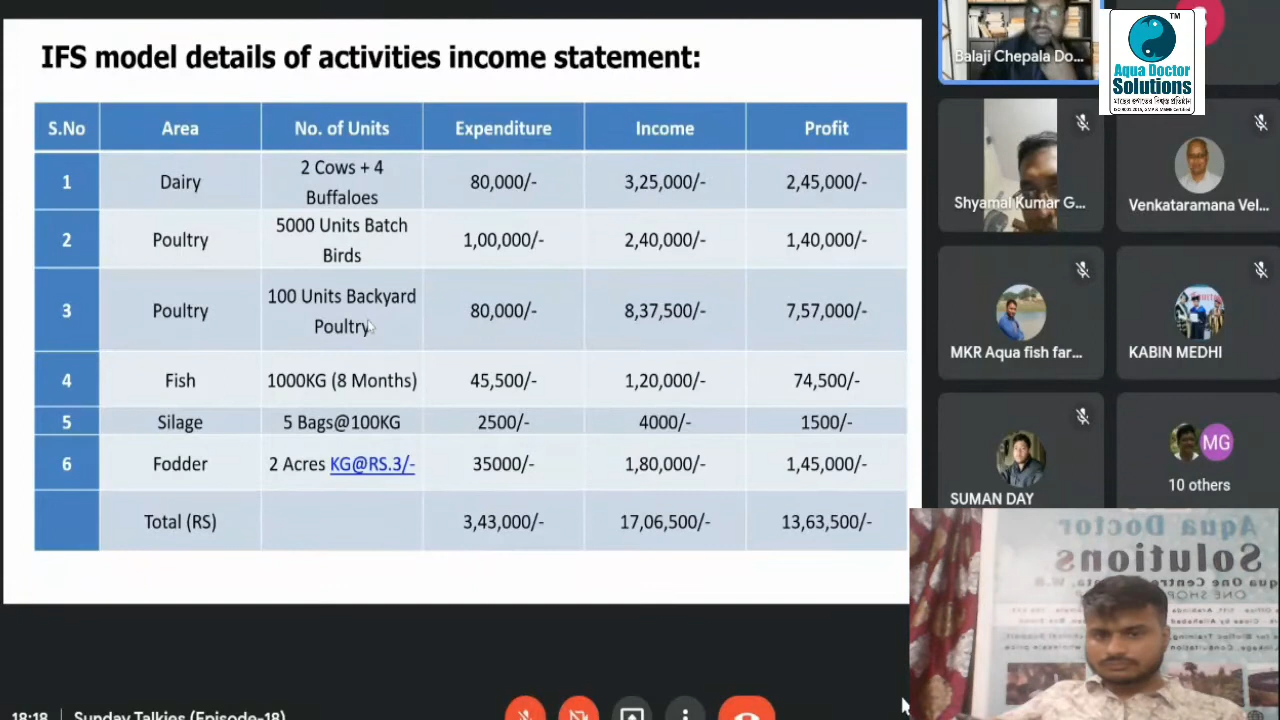 IFS model details of activities income statement:
S.No Area No. of Units Expenditure Income Profit
1 Dairy 2 Cows + 4 Buffaloes 80,000/- 3,25,000/- 2,45,000/-
2 Poultry 5000 Units Batch Birds 1,00,000/- 2,40,000/- 1,40,000/-
3 Poultry 100 Units Backyard Poultry 80,000/- 8,37,500/- 7,57,000/-
4 Fish 1000KG (8 Months) 45,500/- 1,20,000/- 74,500/-
5 Silage 5 Bags@100KG 2500/- 4000/- 1500/-
6 Fodder 2 Acres KG@RS.3/- 35000/- 1,80,000/- 1,45,000/-
Total (RS) 3,43,000/- 17,06,500/- 13,63,500/-
Balaji Chepala Do...
TM
Aqua Doctor
Solutions
Shyamal Kumar G...
Venkataramana Vel...
MKR Aqua fish far...
KABIN MEDHI
SUMAN DAY
MG
10 others
Aqua Doctor
Solutions
18:18 | Sunday Talkies (Episode-18)